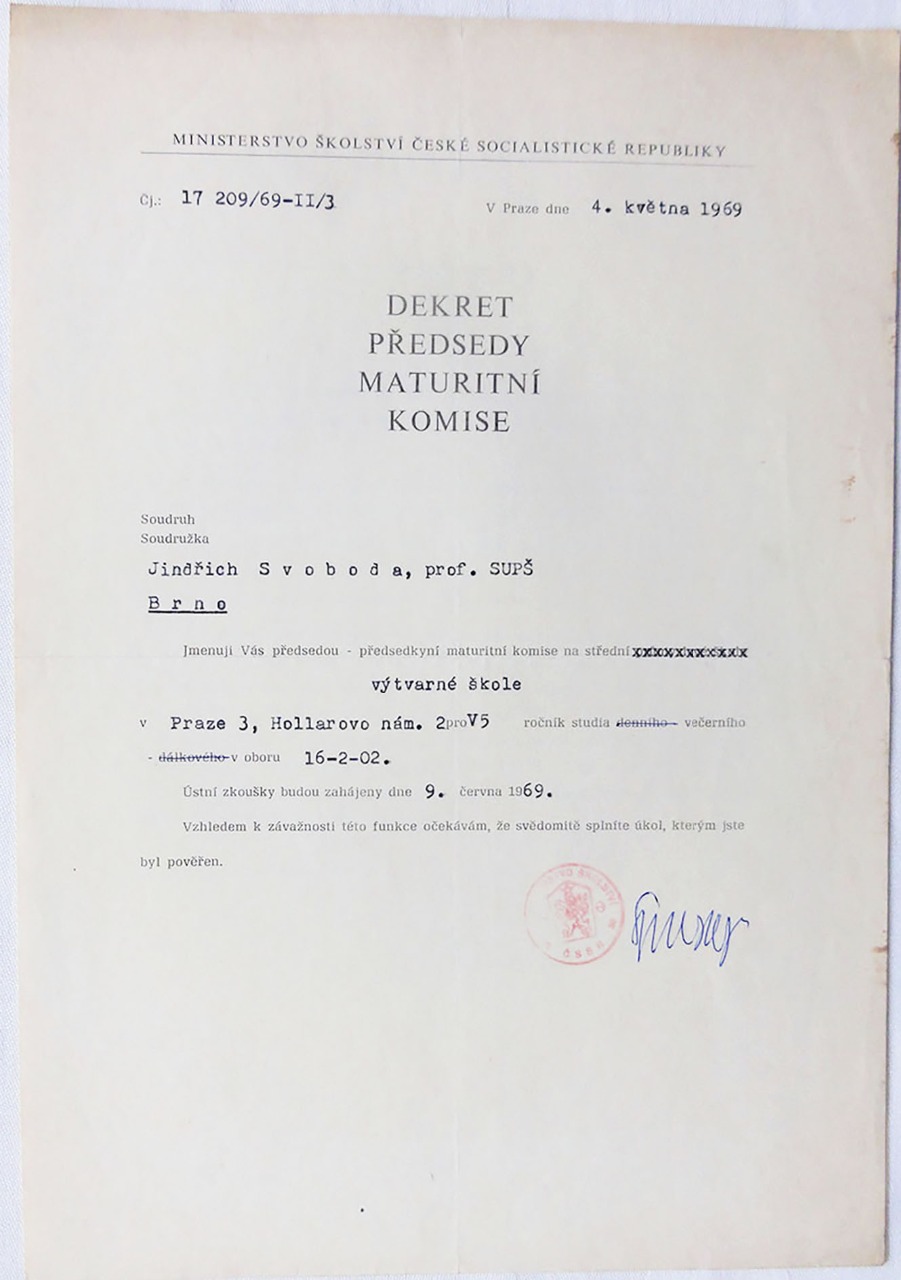 MINISTERSTVO ŠKOLSTVÍ ČESKÉ SOCIALISTICKÉ REPUBLIKY
Čj.: 17 209/69-II/3 V Praze dne 4. května 1969
DEKRET
PŘEDSEDY
MATURITNÍ
KOMISE
Soudruh
Soudružka
Jindřich S v o b o d a, prof. SUPŠ
B r n o
Jmenuji Vás předsedou - předsedkyní maturitní komise na střední xxxxxxxxxxx
výtvarné škole
v Praze 3, Hollarovo nám. 2 pro V5 ročník studia denního - večerního
- dálkového v oboru 16-2-02.
Ústní zkoušky budou zahájeny dne 9. června 1969.
Vzhledem k závažnosti této funkce očekávám, že svědomitě splníte úkol, kterým jste
byl pověřen.